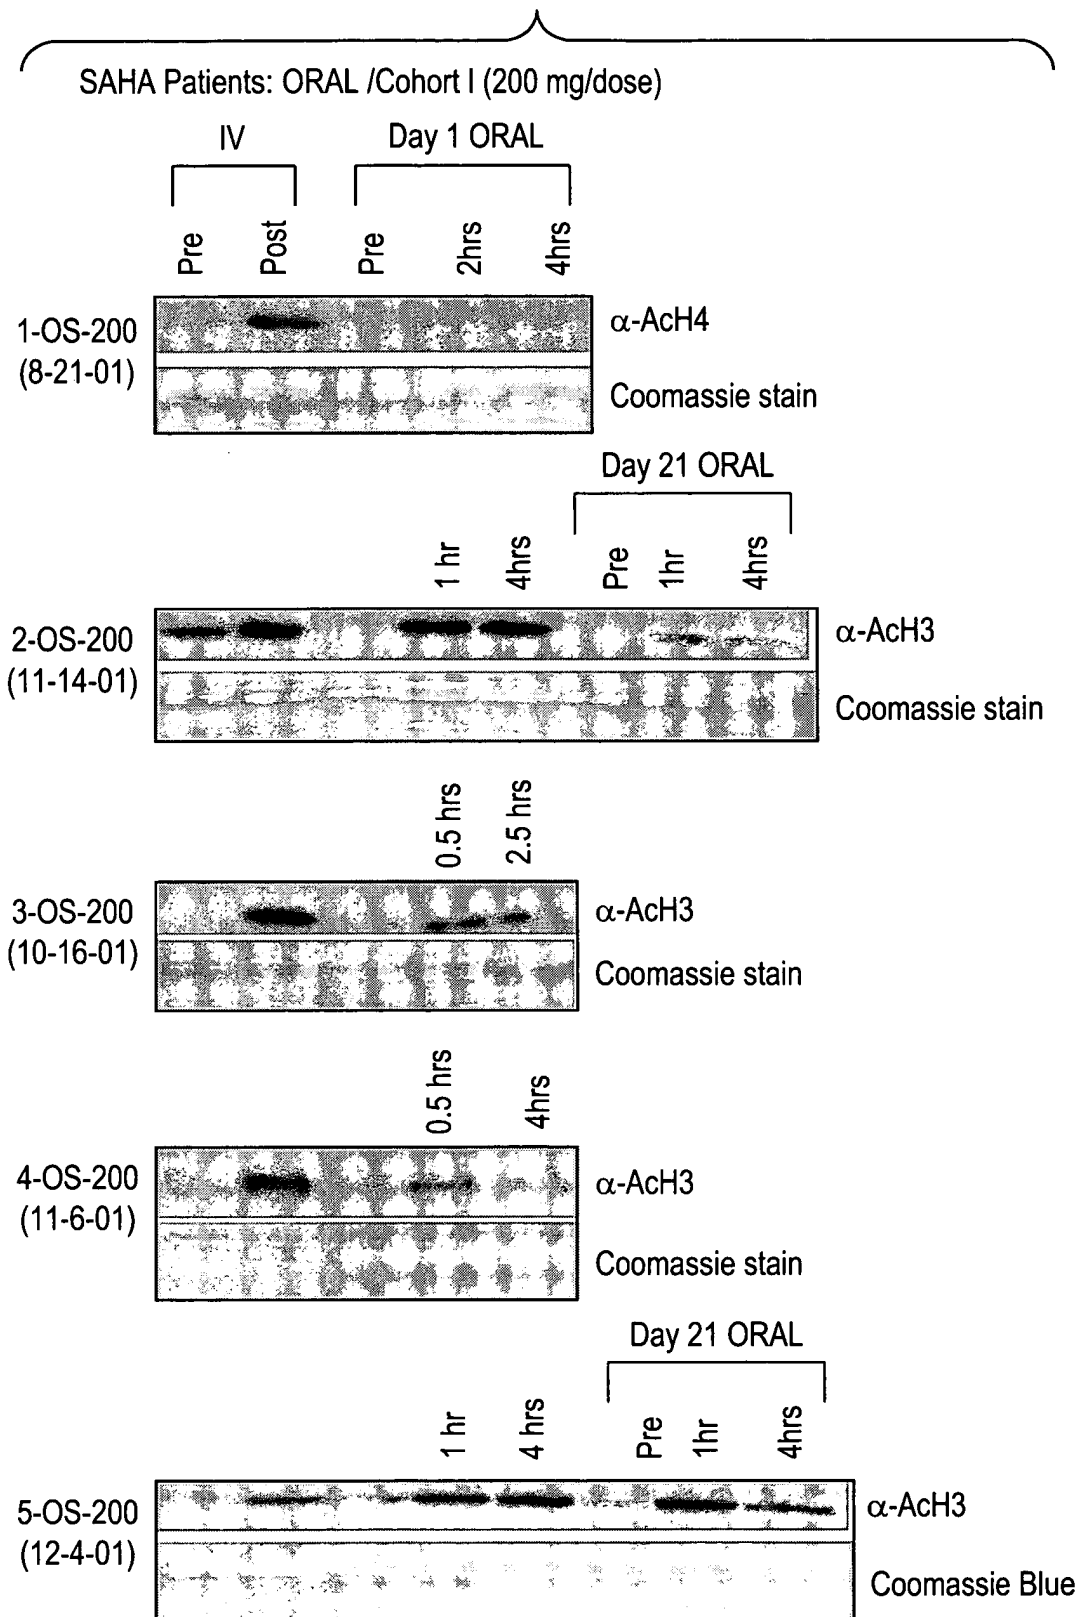 SAHA Patients: ORAL /Cohort I (200 mg/dose)
IV
Day 1 ORAL
Pre
Post
Pre
2hrs
4hrs
1-OS-200
(8-21-01)
α-AcH4
Coomassie stain
Day 21 ORAL
1 hr
4hrs
Pre
1hr
4hrs
2-OS-200
(11-14-01)
α-AcH3
Coomassie stain
0.5 hrs
2.5 hrs
3-OS-200
(10-16-01)
α-AcH3
Coomassie stain
0.5 hrs
4hrs
4-OS-200
(11-6-01)
α-AcH3
Coomassie stain
Day 21 ORAL
1 hr
4 hrs
Pre
1hr
4hrs
5-OS-200
(12-4-01)
α-AcH3
Coomassie Blue